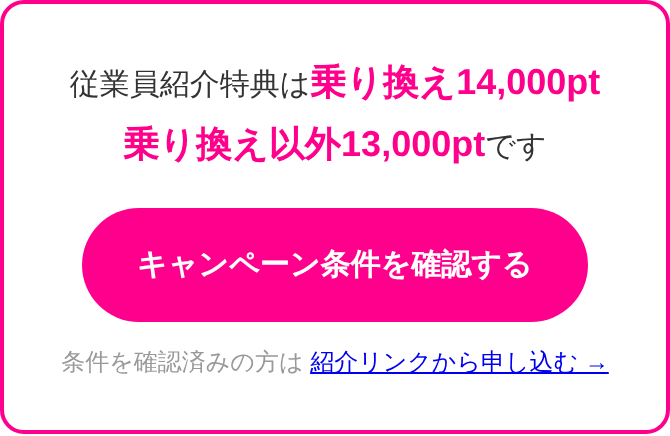 従業員紹介特典は乗り換え14,000pt
乗り換え以外13,000ptです
キャンペーン条件を確認する
条件を確認済みの方は 紹介リンクから申し込む →